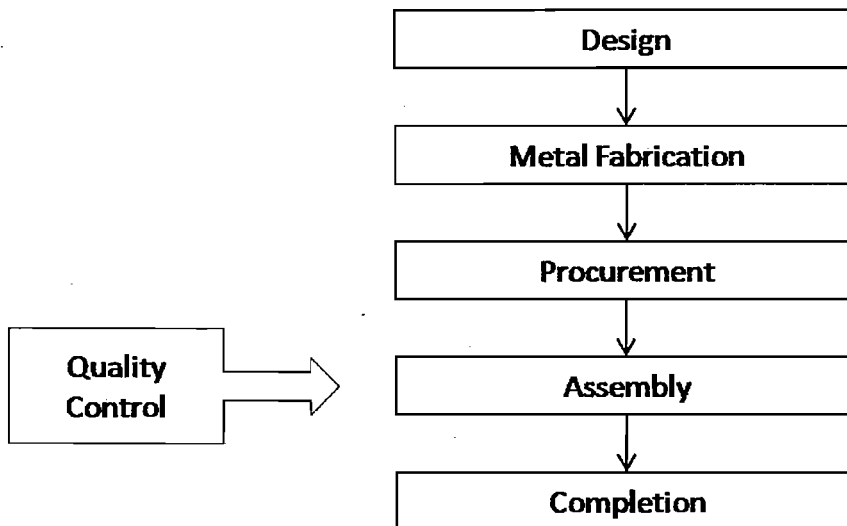 Design
Metal Fabrication
Procurement
Quality
Control
Assembly
Completion